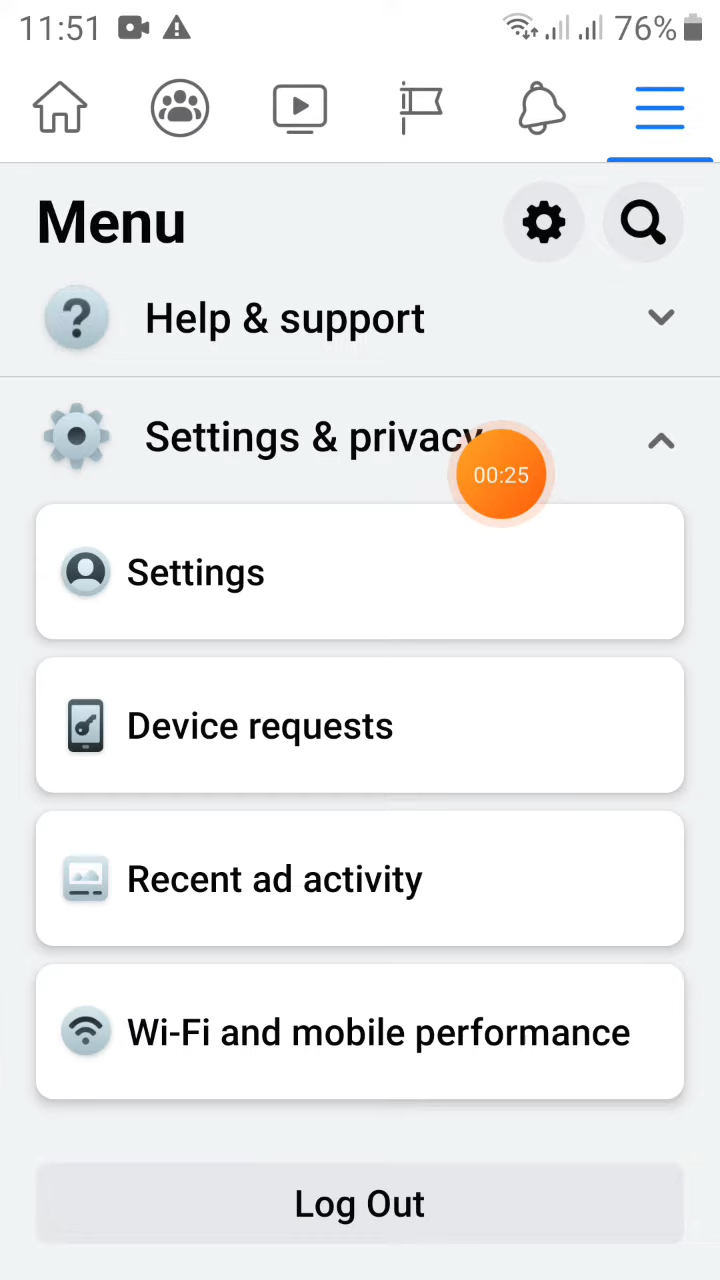 11:51 76%
Menu
Help & support
Settings & privacy
00:25
Settings
Device requests
Recent ad activity
Wi-Fi and mobile performance
Log Out